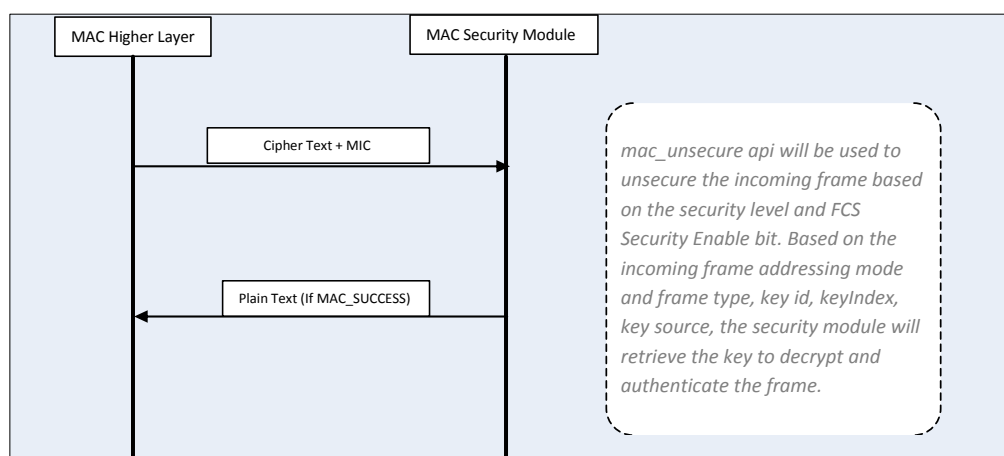 MAC Higher Layer
MAC Security Module
Cipher Text + MIC
Plain Text (If MAC_SUCCESS)
mac_unsecure api will be used to
unsecure the incoming frame based
on the security level and FCS
Security Enable bit. Based on the
incoming frame addressing mode
and frame type, key id, keyIndex,
key source, the security module will
retrieve the key to decrypt and
authenticate the frame.